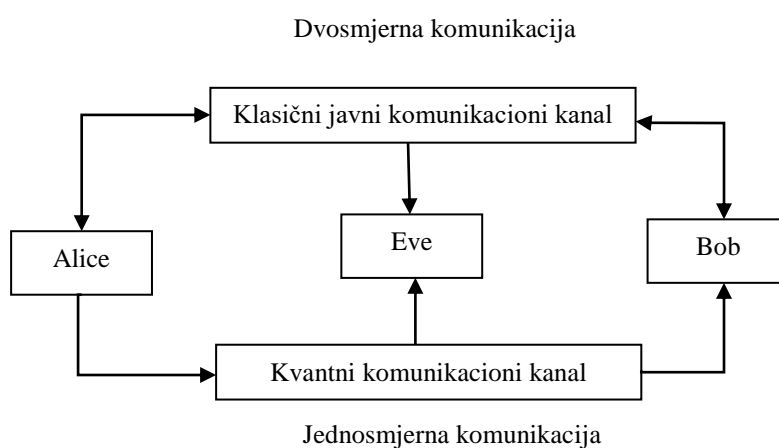 Dvosmjerna komunikacija
Klasični javni komunikacioni kanal
Alice
Eve
Bob
Kvantni komunikacioni kanal
Jednosmjerna komunikacija